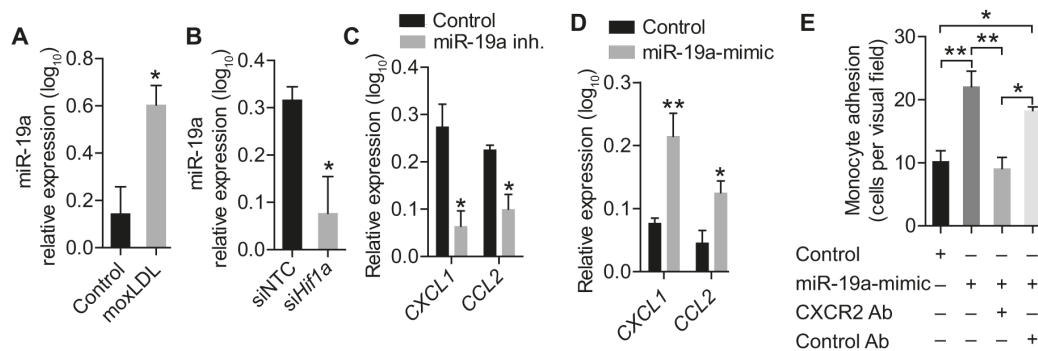 A
miR-19a
relative expression (log10)
0.8
0.6
0.4
0.2
0.0
*
Control
moxLDL
B
miR-19a
relative expression (log10)
0.4
0.3
0.2
0.1
0.0
*
siNTC
siHif1a
C
Control
miR-19a inh.
Relative expression (log10)
0.4
0.3
0.2
0.1
0.0
*
*
CXCL1
CCL2
D
Control
miR-19a-mimic
Relative expression (log10)
0.3
0.2
0.1
0.0
**
*
CXCL1
CCL2
E
Monocyte adhesion
(cells per visual field)
30
20
10
0
*
** **
*
Control + – – –
miR-19a-mimic – + + +
CXCR2 Ab – – + –
Control Ab – – – +